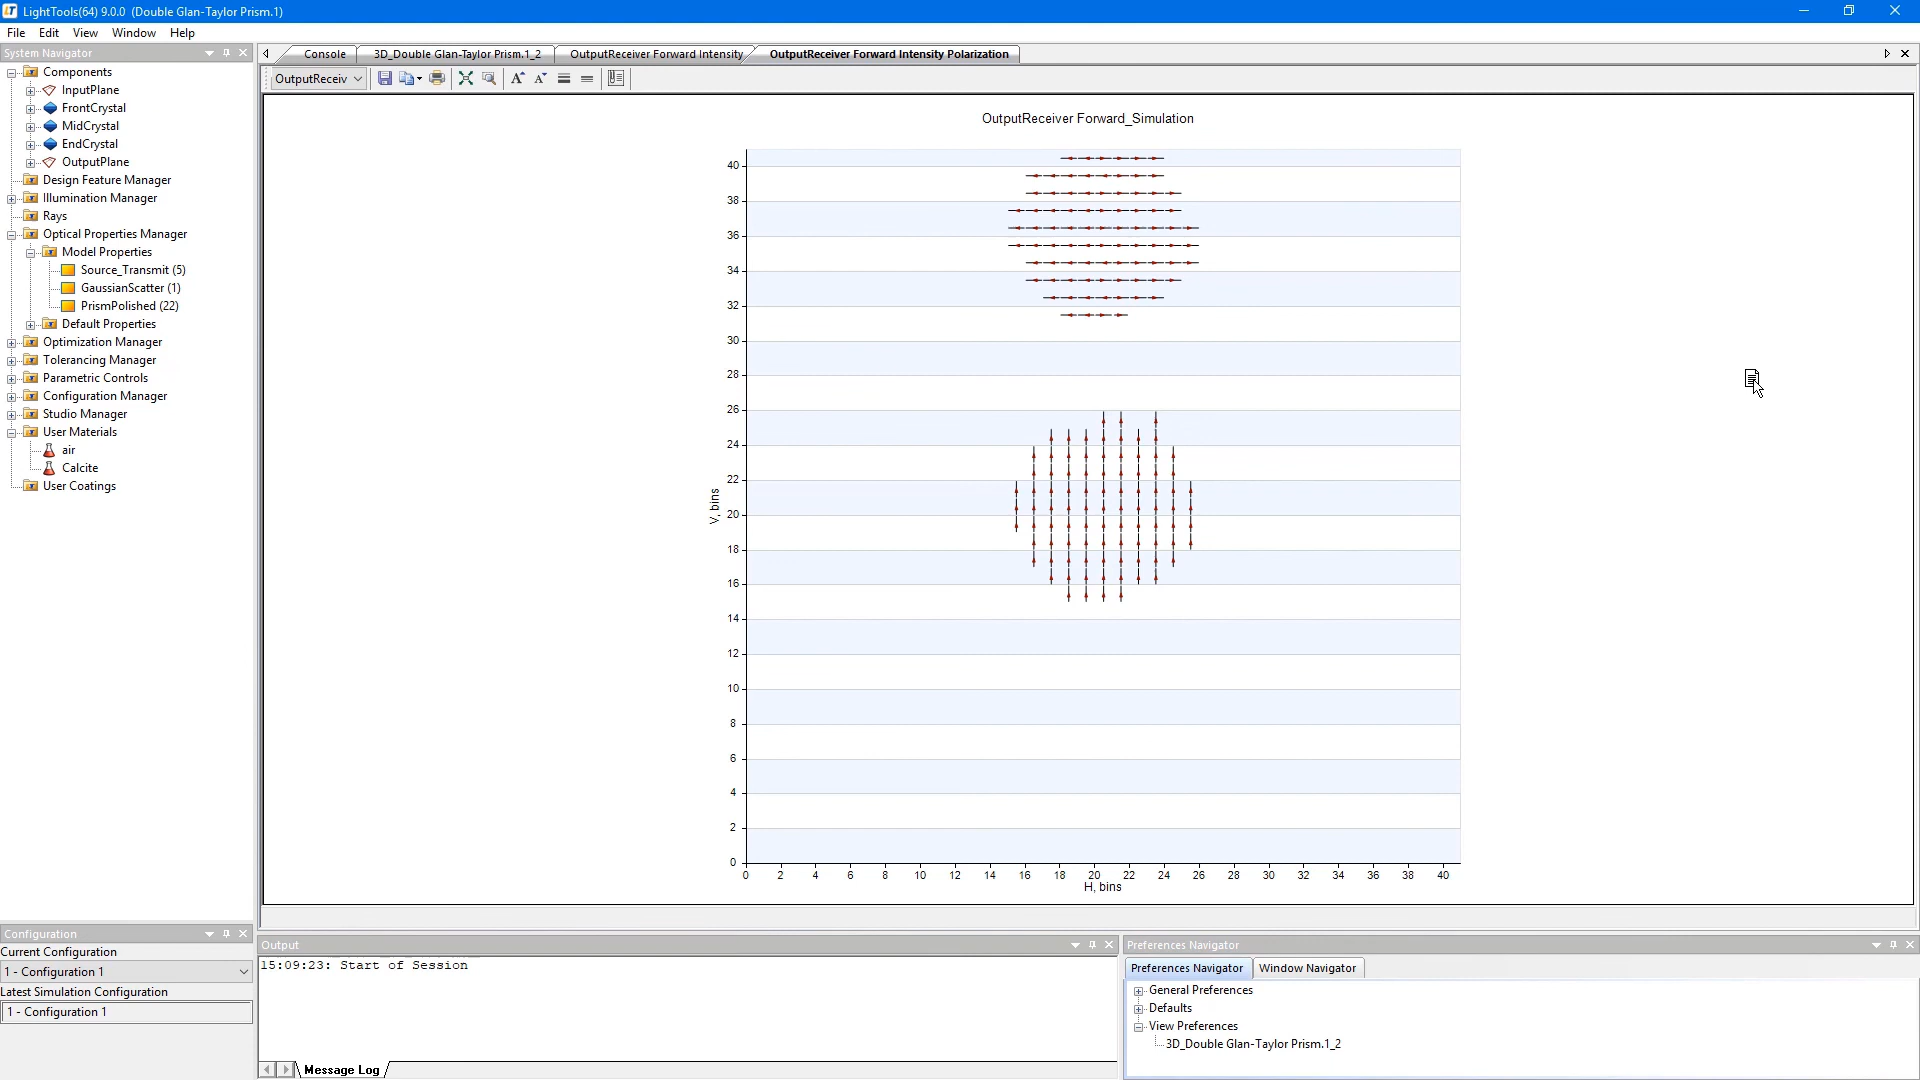 LightTools(64) 9.0.0 (Double Glan-Taylor Prism.1)
File Edit View Window Help
System Navigator
Components
InputPlane
FrontCrystal
MidCrystal
EndCrystal
OutputPlane
Design Feature Manager
Illumination Manager
Rays
Optical Properties Manager
Model Properties
Source_Transmit (5)
GaussianScatter (1)
PrismPolished (22)
Default Properties
Optimization Manager
Tolerancing Manager
Parametric Controls
Configuration Manager
Studio Manager
User Materials
air
Calcite
User Coatings
Console 3D_Double Glan-Taylor Prism.1_2 OutputReceiver Forward Intensity OutputReceiver Forward Intensity Polarization
OutputReceiv
OutputReceiver Forward_Simulation
40
38
36
34
32
30
28
26
24
22
20
18
16
14
12
10
8
6
4
2
0
V, bins
0 2 4 6 8 10 12 14 16 18 20 22 24 26 28 30 32 34 36 38 40
H, bins
Configuration
Current Configuration
1 - Configuration 1
Latest Simulation Configuration
1 - Configuration 1
Output
15:09:23: Start of Session
Message Log
Preferences Navigator
Preferences Navigator Window Navigator
General Preferences
Defaults
View Preferences
3D_Double Glan-Taylor Prism.1_2